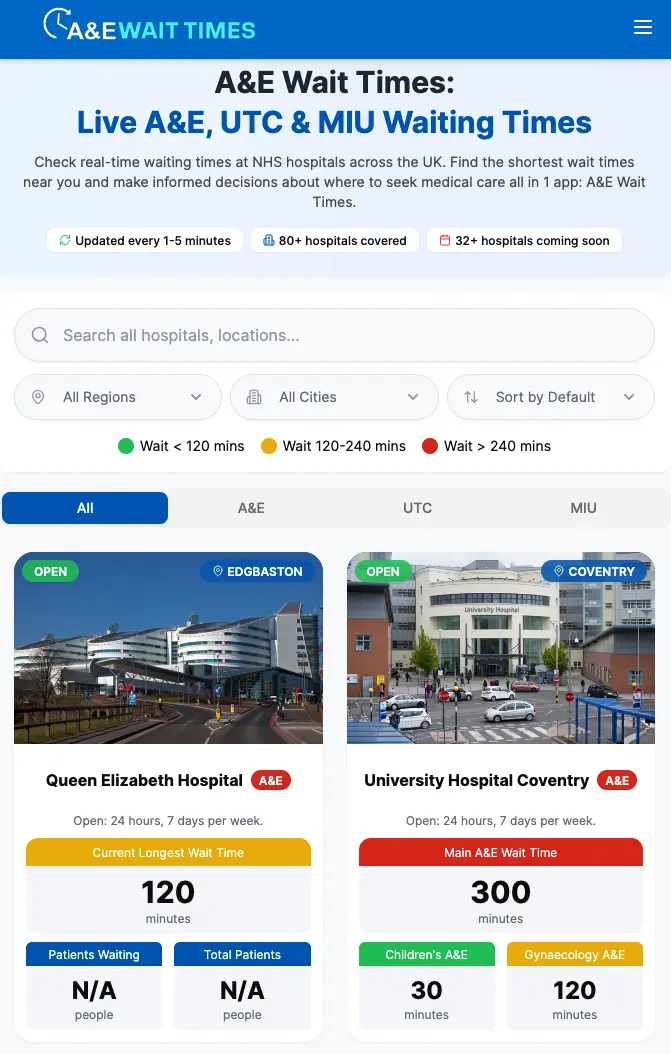 A&E WAIT TIMES
A&E Wait Times:
Live A&E, UTC & MIU Waiting Times
Check real-time waiting times at NHS hospitals across the UK. Find the shortest wait times
near you and make informed decisions about where to seek medical care all in 1 app: A&E Wait
Times.
Updated every 1-5 minutes
80+ hospitals covered
32+ hospitals coming soon
Search all hospitals, locations...
All Regions
All Cities
Sort by Default
Wait < 120 mins
Wait 120-240 mins
Wait > 240 mins
All
A&E
UTC
MIU
OPEN
EDGBASTON
Queen Elizabeth Hospital A&E
Open: 24 hours, 7 days per week.
Current Longest Wait Time
120
minutes
Patients Waiting
N/A
people
Total Patients
N/A
people
OPEN
COVENTRY
University Hospital
University Hospital Coventry A&E
Open: 24 hours, 7 days per week.
Main A&E Wait Time
300
minutes
Children's A&E
30
minutes
Gynaecology A&E
120
minutes